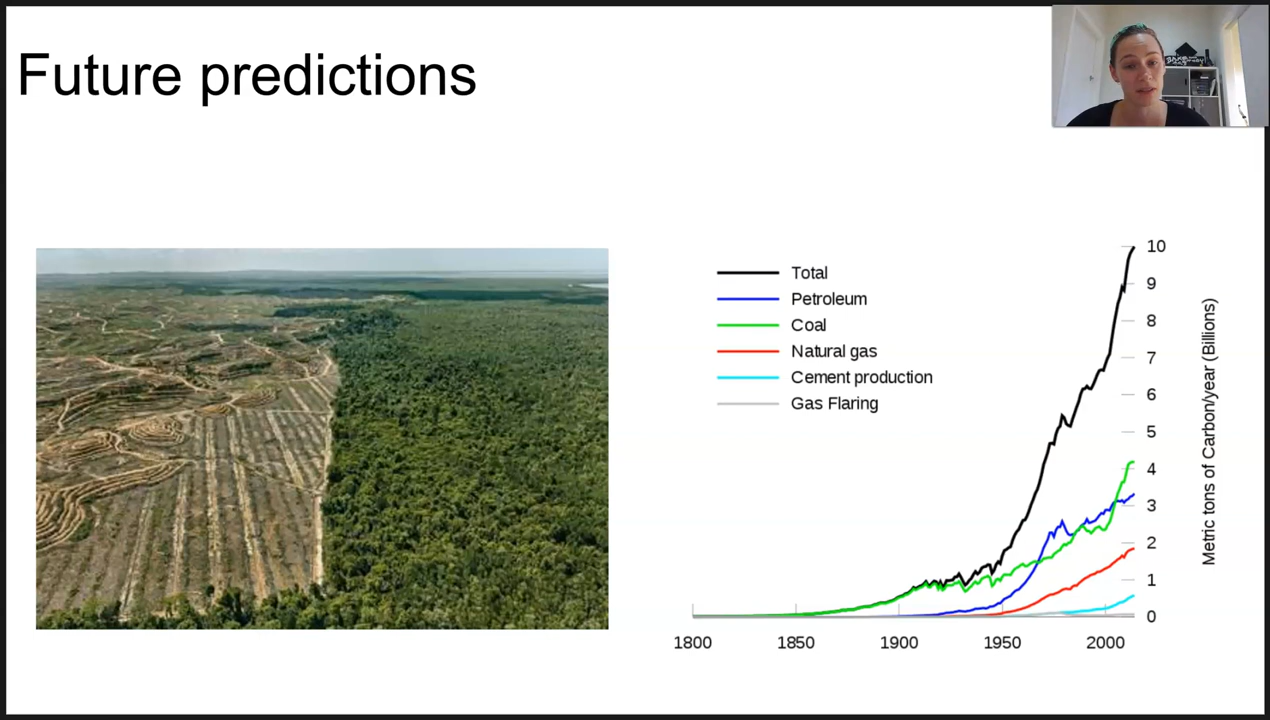 Future predictions
Total
Petroleum
Coal
Natural gas
Cement production
Gas Flaring
10
9
8
7
6
5
4
3
2
1
0
Metric tons of Carbon/year (Billions)
1800 1850 1900 1950 2000